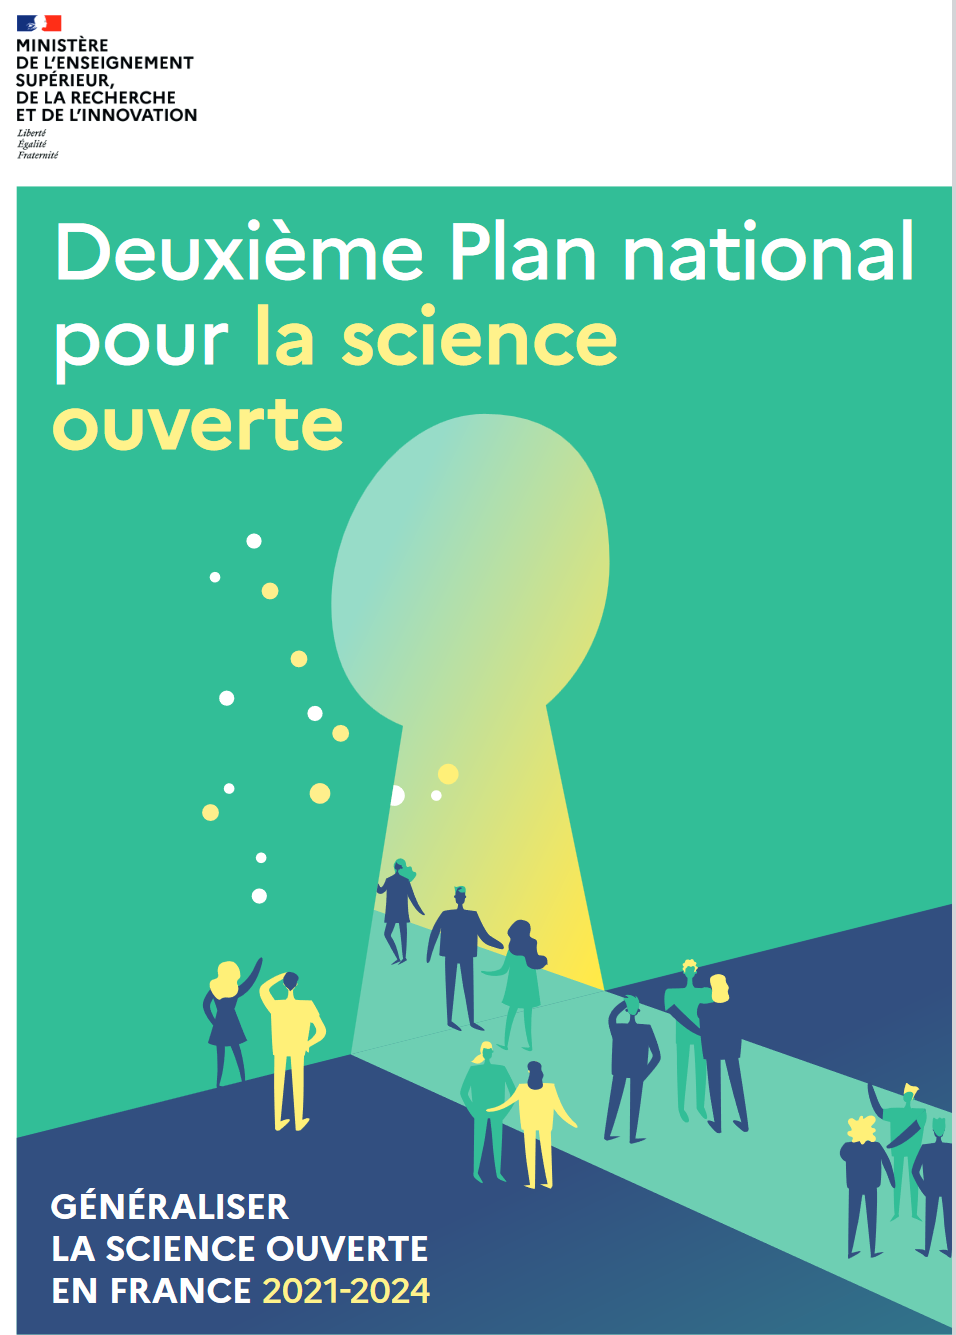 MINISTÈRE
DE L'ENSEIGNEMENT
SUPÉRIEUR,
DE LA RECHERCHE
ET DE L'INNOVATION
Liberté
Égalité
Fraternité
Deuxième Plan national
pour la science
ouverte
GÉNÉRALISER
LA SCIENCE OUVERTE
EN FRANCE 2021-2024